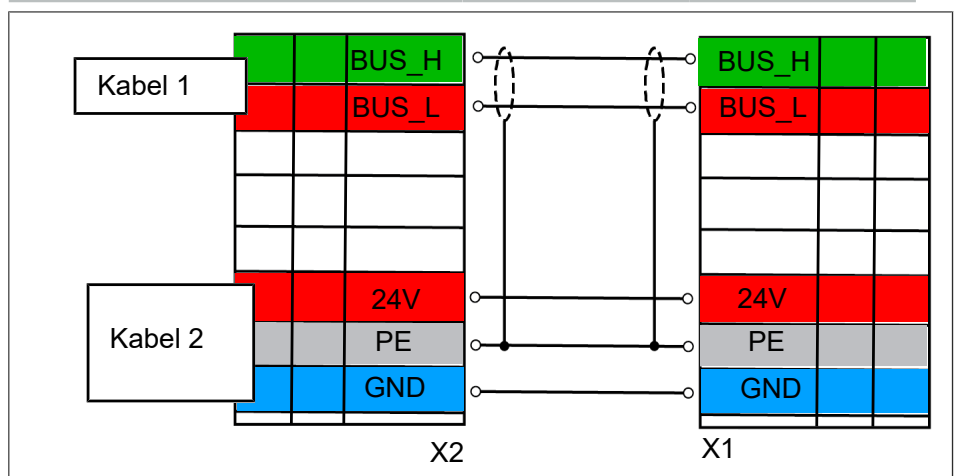 Kabel 1
BUS_H
BUS_L
BUS_H
BUS_L
Kabel 2
24V
PE
GND
24V
PE
GND
X2
X1